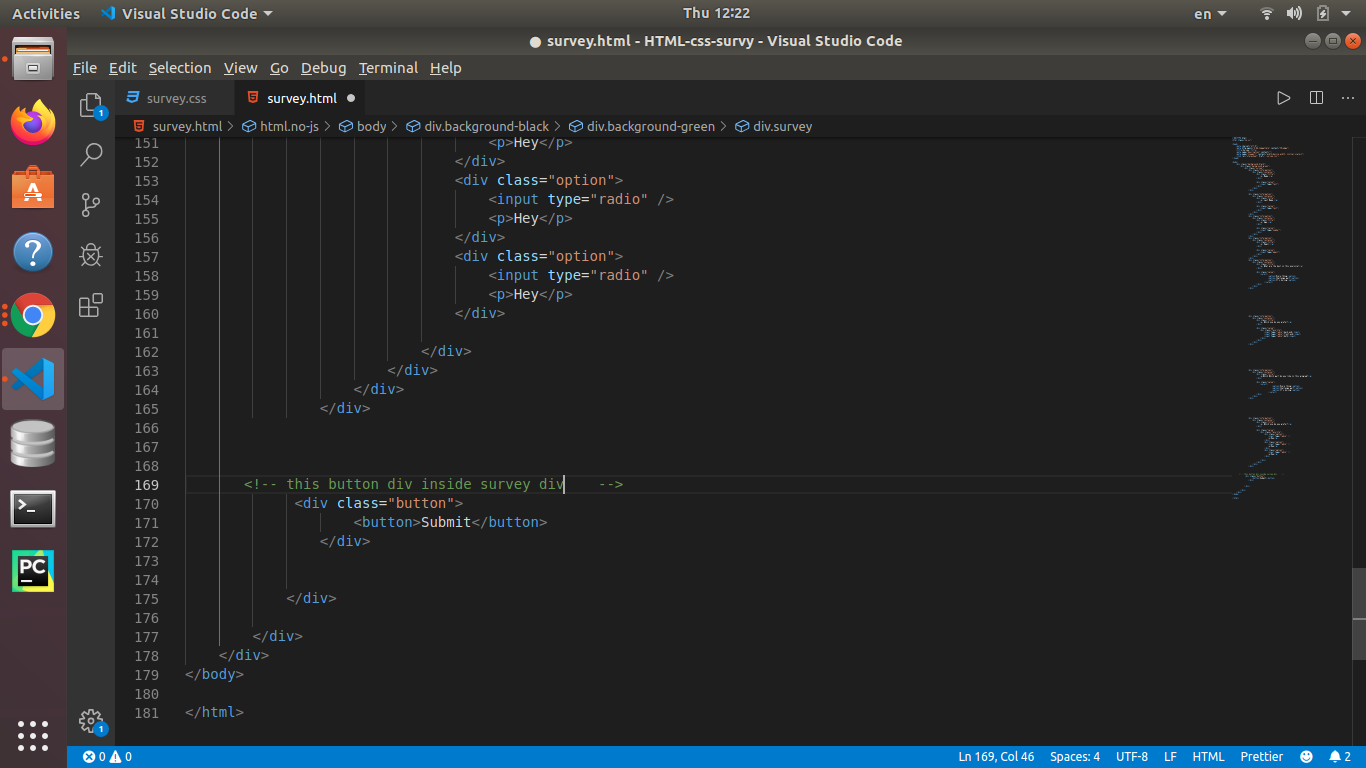 Activities Visual Studio Code Thu 12:22 en
● survey.html - HTML-css-survy - Visual Studio Code
File Edit Selection View Go Debug Terminal Help
survey.css survey.html
survey.html html.no-js body div.background-black div.background-green div.survey
151 <p>Hey</p>
152 </div>
153 <div class="option">
154 <input type="radio" />
155 <p>Hey</p>
156 </div>
157 <div class="option">
158 <input type="radio" />
159 <p>Hey</p>
160 </div>
161
162 </div>
163 </div>
164 </div>
165 </div>
166
167
168
169 <!-- this button div inside survey div    -->
170 <div class="button">
171 <button>Submit</button>
172 </div>
173
174
175 </div>
176
177 </div>
178 </div>
179 </body>
180
181 </html>
1
1
PC
0 0 Ln 169, Col 46 Spaces: 4 UTF-8 LF HTML Prettier 2